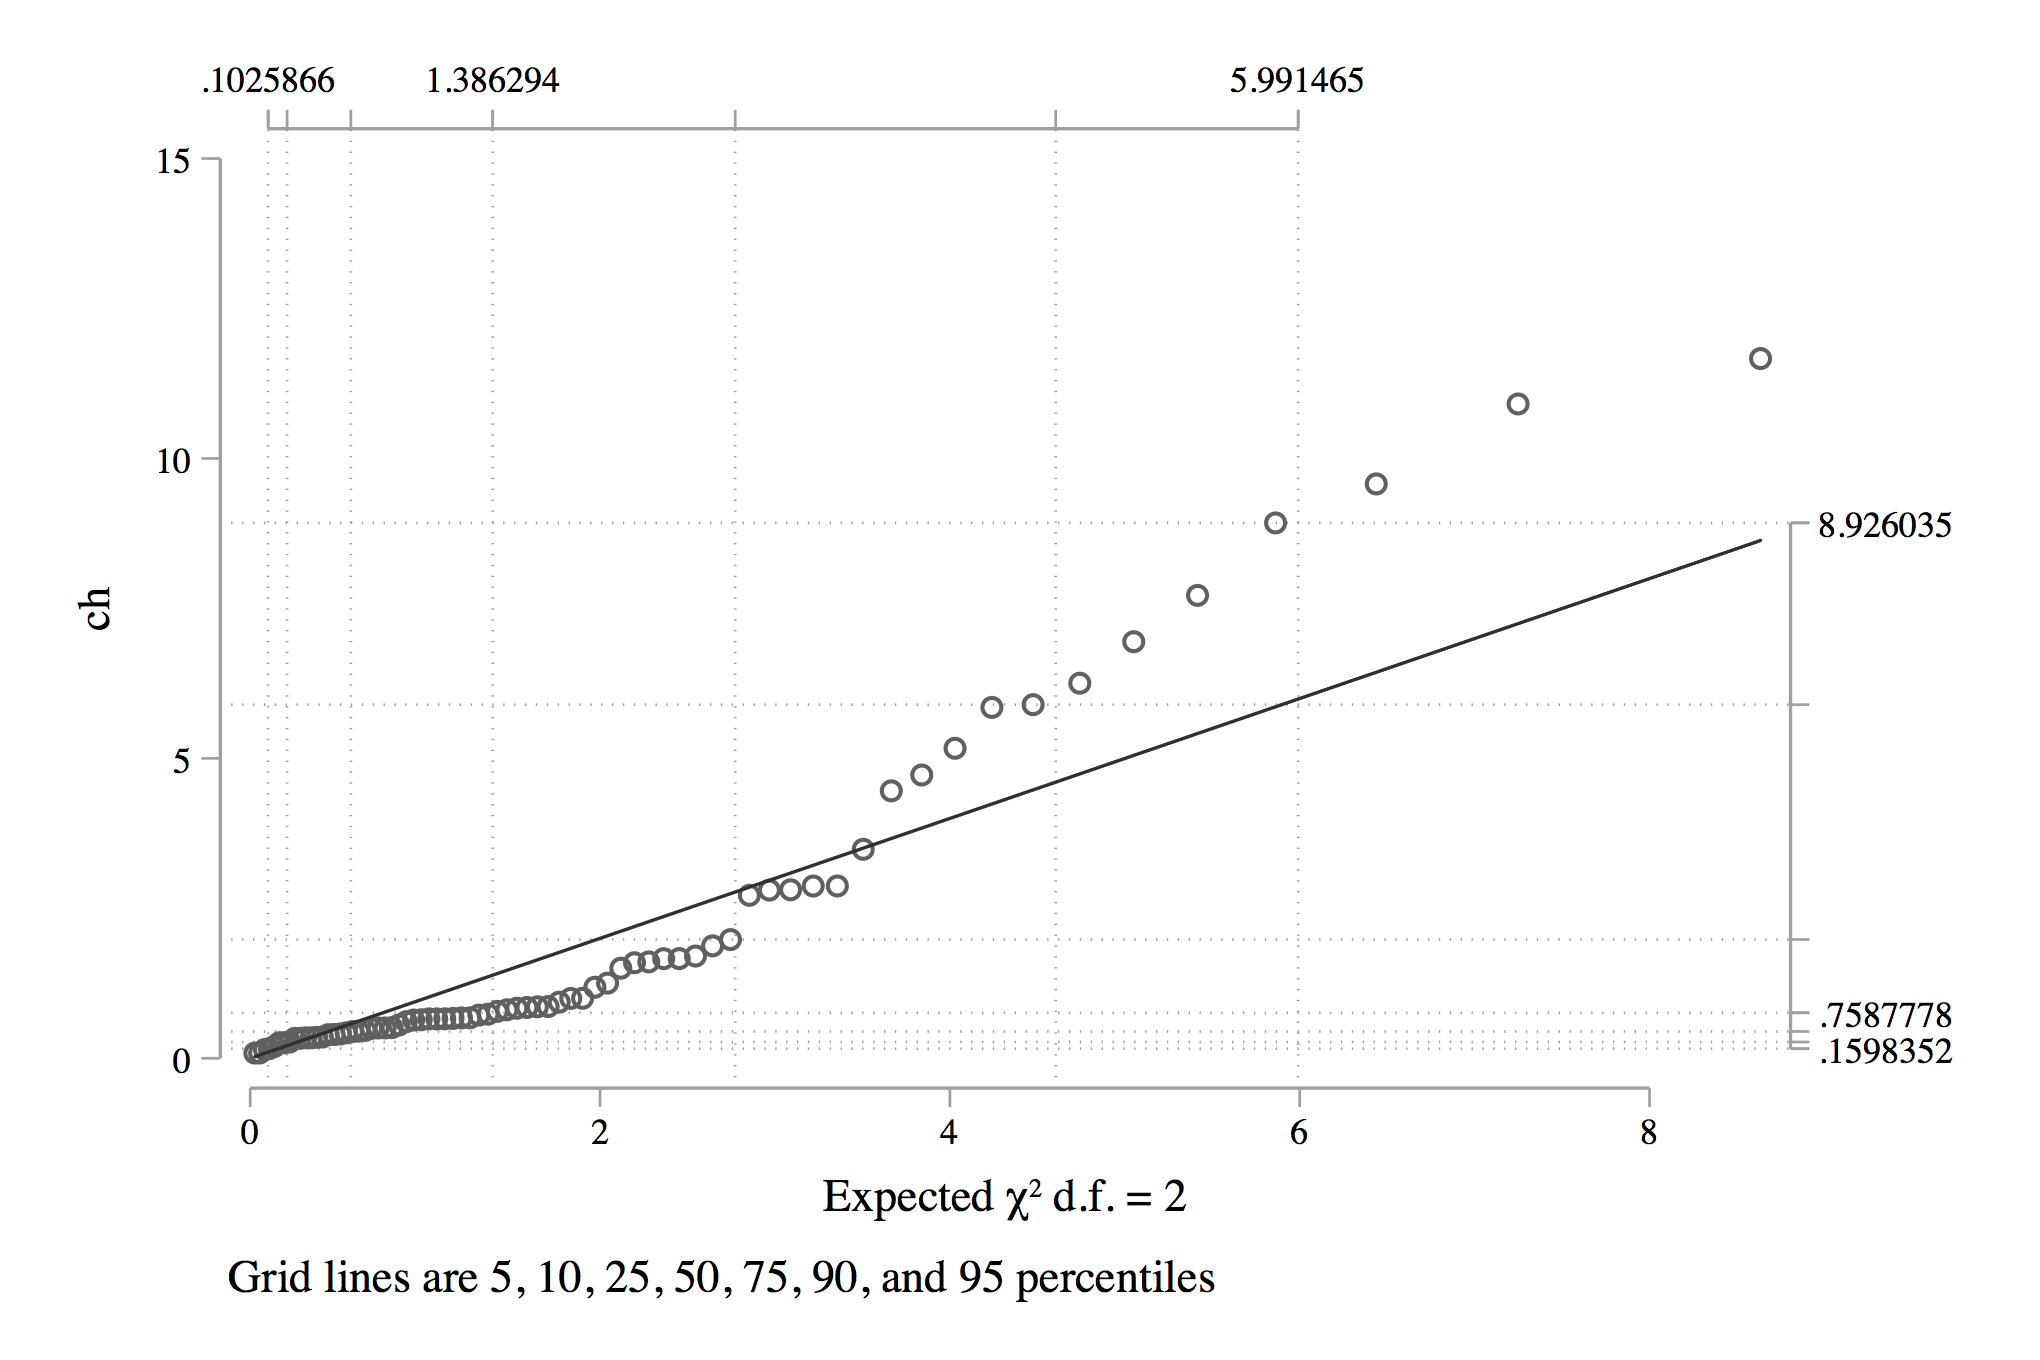 .1025866 1.386294 5.991465
15
10
8.926035
ch
5
.7587778
.1598352
0
0 2 4 6 8
Expected χ² d.f. = 2
Grid lines are 5, 10, 25, 50, 75, 90, and 95 percentiles